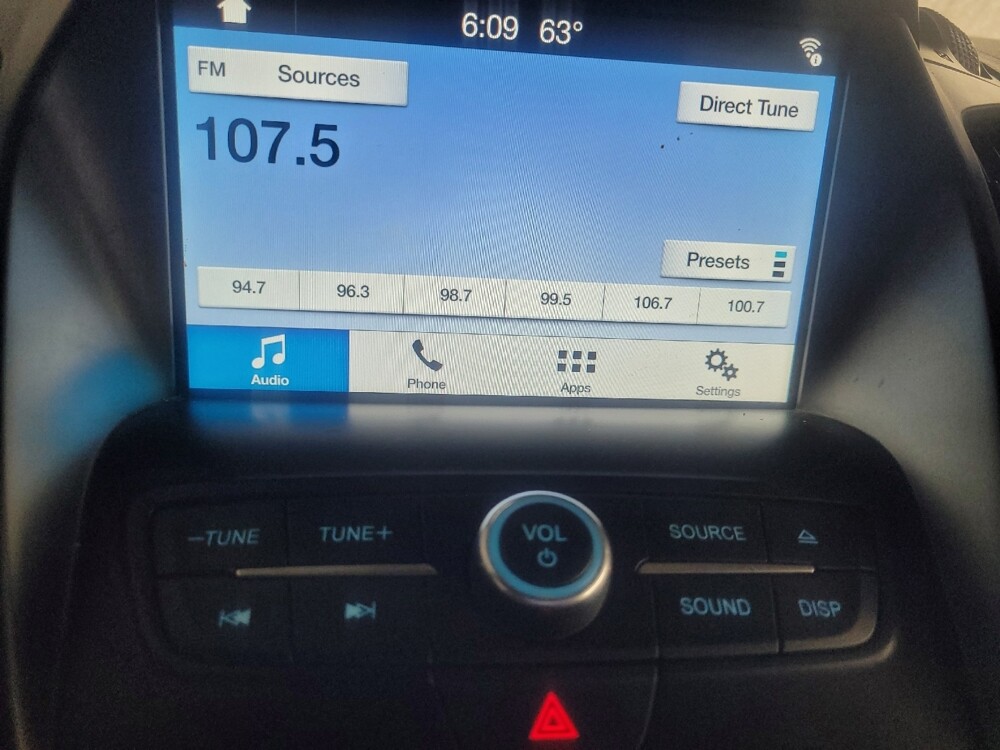 6:09 63°
FM Sources
Direct Tune
107.5
Presets
94.7 96.3 98.7 99.5 106.7 100.7
Audio Phone Apps Settings
−TUNE TUNE+ VOL SOURCE
SOUND DISP